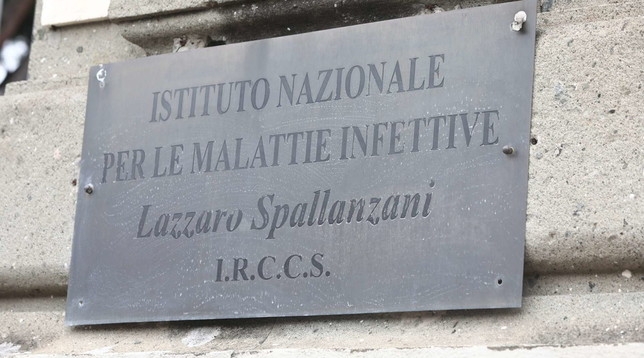 ISTITUTO NAZIONALE
PER LE MALATTIE INFETTIVE
Lazzaro Spallanzani
I.R.C.C.S.